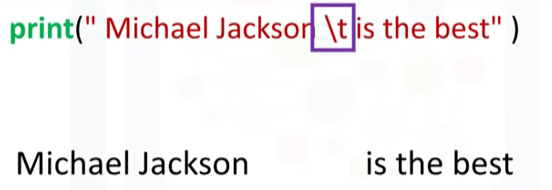 print(" Michael Jackson \t is the best" )
Michael Jackson is the best